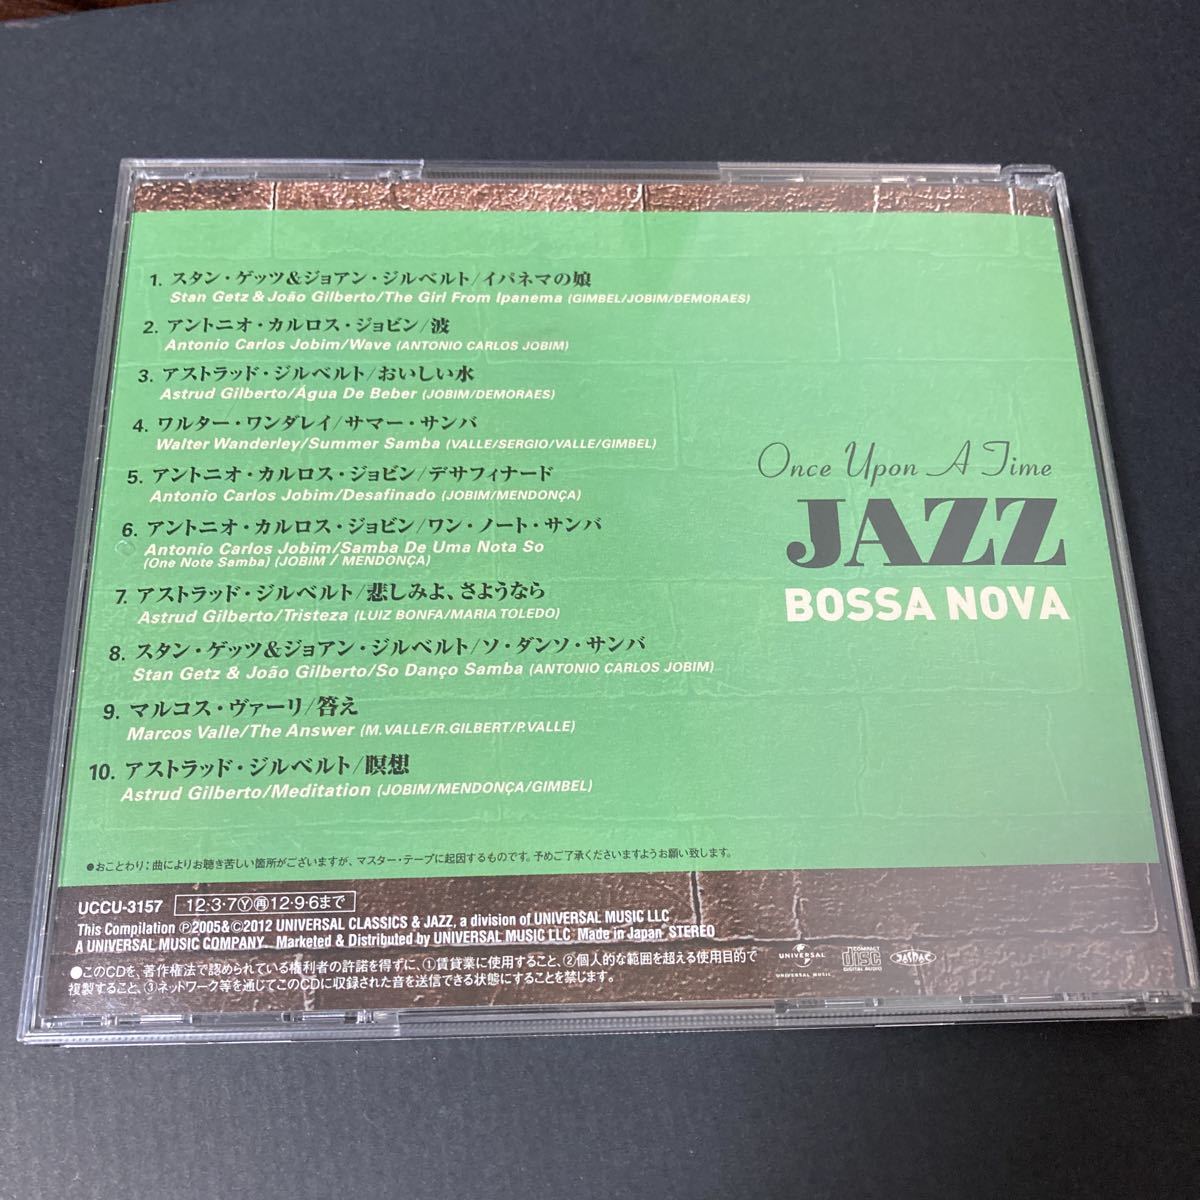 1. スタン・ゲッツ&ジョアン・ジルベルト/イパネマの娘
Stan Getz & João Gilberto/The Girl From Ipanema (GIMBEL/JOBIM/DEMORAES)
2. アントニオ・カルロス・ジョビン/波
Antonio Carlos Jobim/Wave (ANTONIO CARLOS JOBIM)
3. アストラッド・ジルベルト/おいしい水
Astrud Gilberto/Água De Beber (JOBIM/DEMORAES)
4. ワルター・ワンダレイ/サマー・サンバ
Walter Wanderley/Summer Samba (VALLE/SERGIO/VALLE/GIMBEL)
5. アントニオ・カルロス・ジョビン/デサフィナード
Antonio Carlos Jobim/Desafinado (JOBIM/MENDONÇA)
6. アントニオ・カルロス・ジョビン/ワン・ノート・サンバ
Antonio Carlos Jobim/Samba De Uma Nota So
(One Note Samba) (JOBIM / MENDONÇA)
7. アストラッド・ジルベルト/悲しみよ、さようなら
Astrud Gilberto/Tristeza (LUIZ BONFA/MARIA TOLEDO)
8. スタン・ゲッツ&ジョアン・ジルベルト/ソ・ダンソ・サンバ
Stan Getz & João Gilberto/So Danço Samba (ANTONIO CARLOS JOBIM)
9. マルコス・ヴァーリ/答え
Marcos Valle/The Answer (M.VALLE/R.GILBERT/P.VALLE)
10. アストラッド・ジルベルト/瞑想
Astrud Gilberto/Meditation (JOBIM/MENDONÇA/GIMBEL)
Once Upon A Time
JAZZ
BOSSA NOVA
●おことわり：曲によりお聴き苦しい箇所がございますが、マスター・テープに起因するものです。予めご了承くださいますようお願い致します。
UCCU-3157 12・3・7Ⓨ再12・9・6まで
This Compilation Ⓟ2005&©2012 UNIVERSAL CLASSICS & JAZZ, a division of UNIVERSAL MUSIC LLC
A UNIVERSAL MUSIC COMPANY. Marketed & Distributed by UNIVERSAL MUSIC LLC Made in Japan STEREO
●このCDを、著作権法で認められている権利者の許諾を得ずに、①賃貸業に使用すること、②個人的な範囲を超える使用目的で
複製すること、③ネットワーク等を通じてこのCDに収録された音を送信できる状態にすることを禁じます。
UNIVERSAL
UNIVERSAL MUSIC
COMPACT
DISC
DIGITAL AUDIO
JASRAC